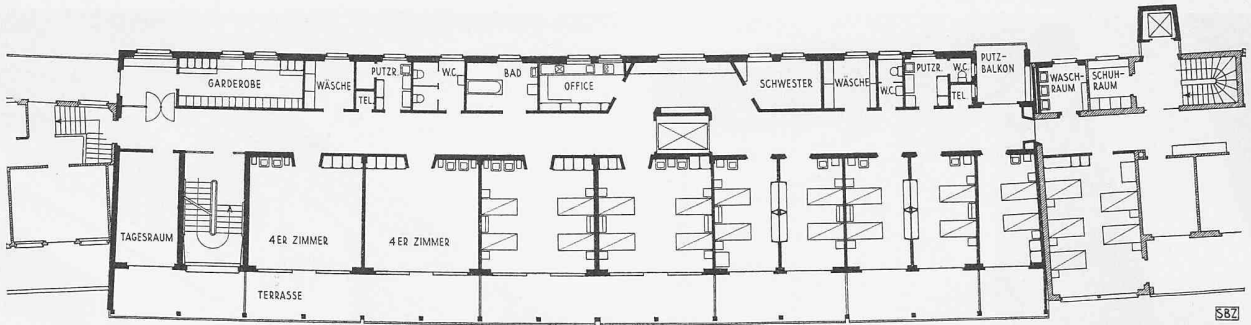 GARDEROBE
WÄSCHE
TEL.
PUTZR.
W.C.
BAD
OFFICE
SCHWESTER
WÄSCHE
W.C.
PUTZR.
W.C.
TEL.
PUTZ-
BALKON
WASCH-
RAUM
SCHUH-
RAUM
TAGESRAUM
4ER ZIMMER
4ER ZIMMER
TERRASSE
SBZ